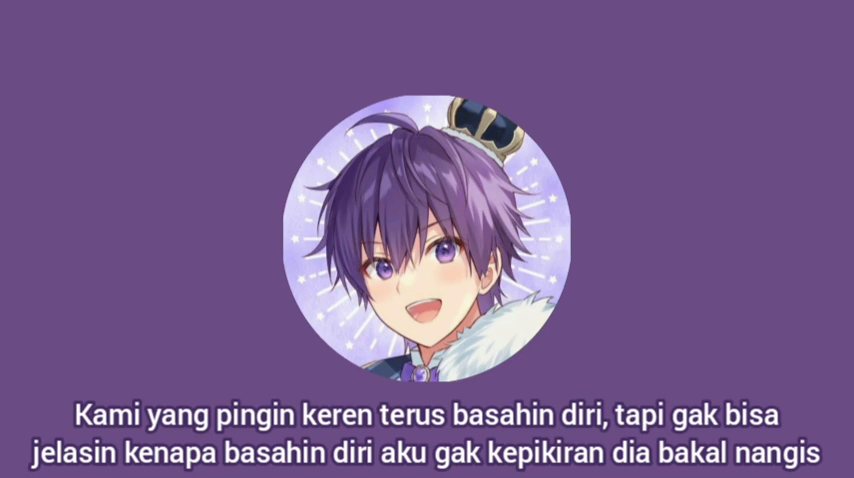 Kami yang pingin keren terus basahin diri, tapi gak bisa
jelasin kenapa basahin diri aku gak kepikiran dia bakal nangis